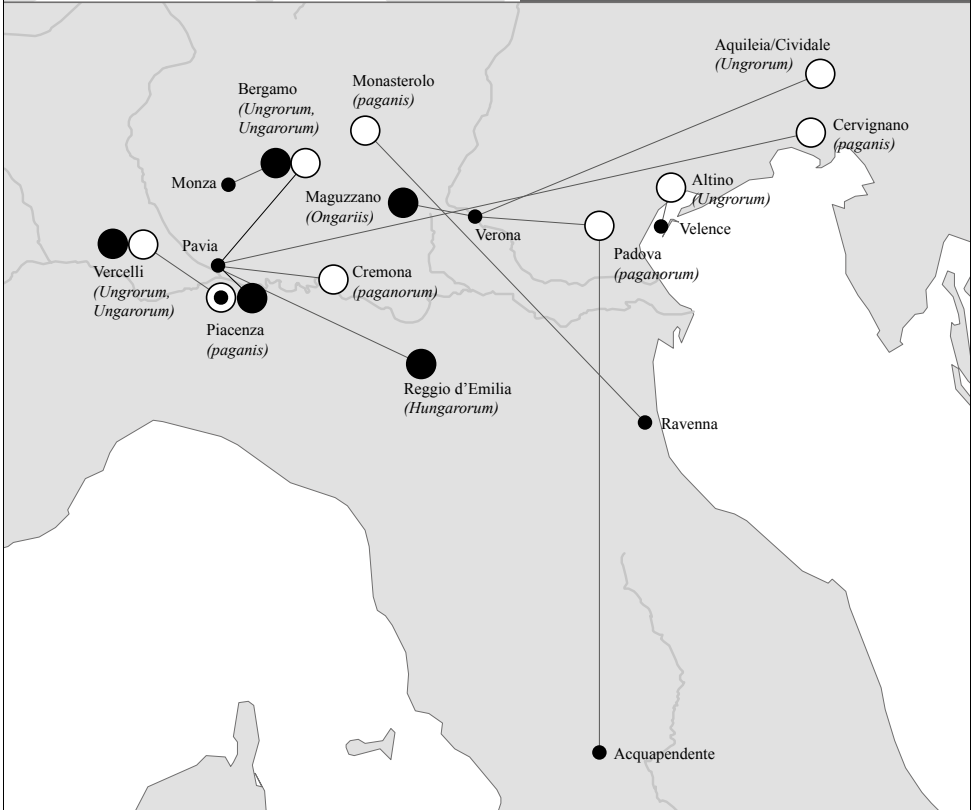 Aquileia/Cividale
(Ungrorum)
Monasterolo
(paganis)
Bergamo
(Ungrorum,
Ungarorum)
Cervignano
(paganis)
Monza
Maguzzano
(Ongariis)
Altino
(Ungrorum)
Verona
Velence
Pavia
Padova
(paganorum)
Vercelli
(Ungrorum,
Ungarorum)
Cremona
(paganorum)
Piacenza
(paganis)
Reggio d’Emilia
(Hungarorum)
Ravenna
Acquapendente